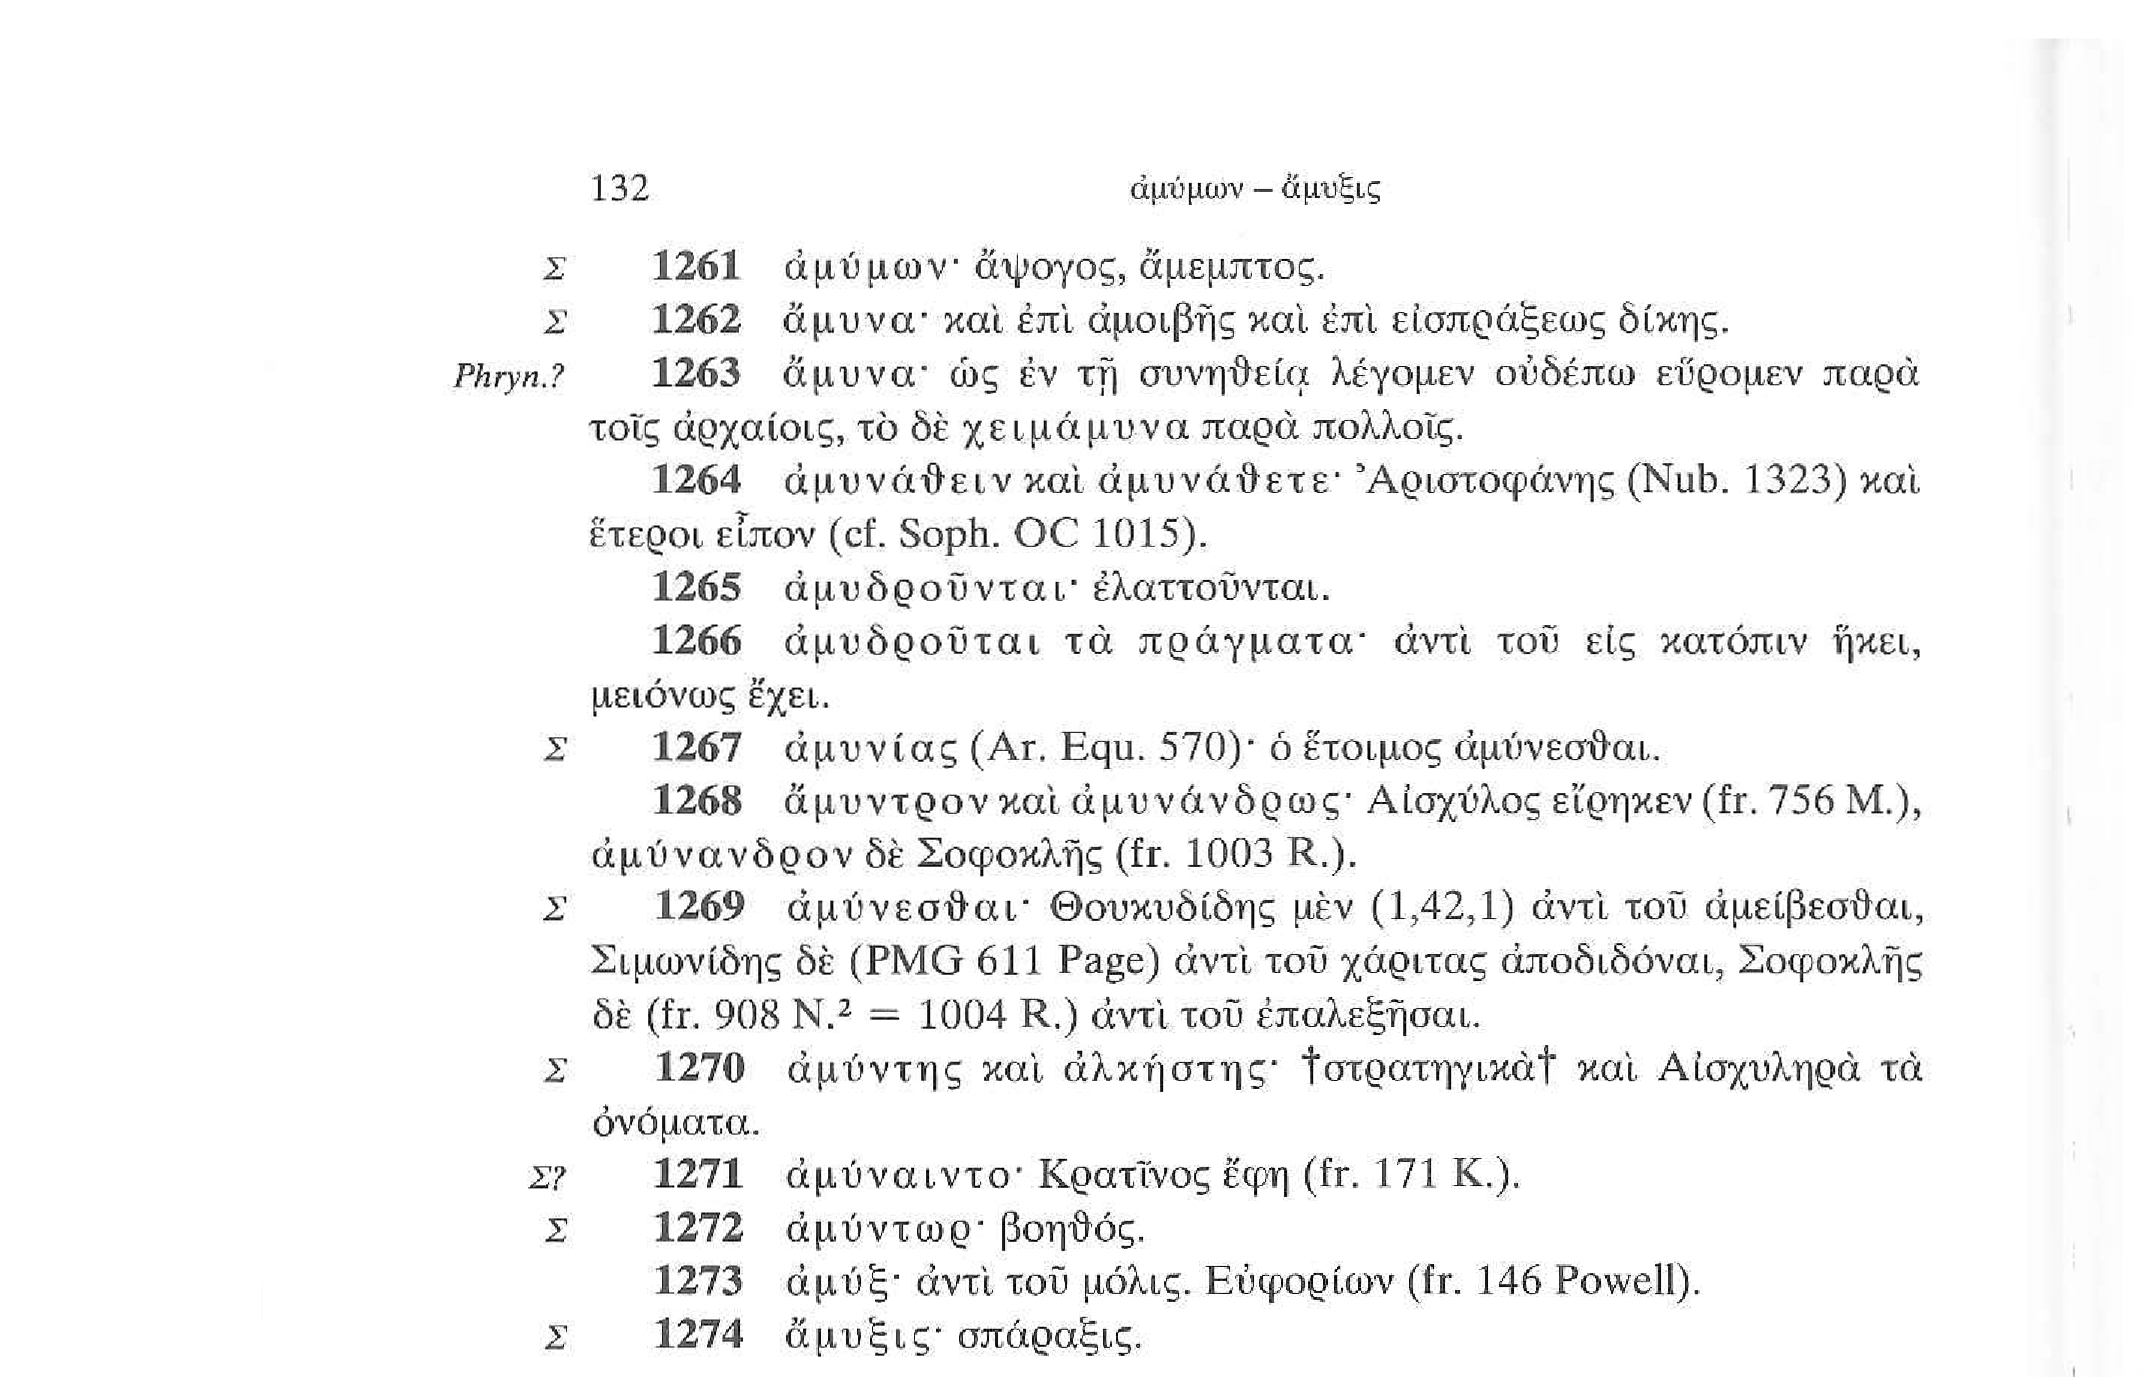 132 ἀμύμων – ἄμυξις
Σ 1261 ἀμύμων· ἄψογος, ἄμεμπτος.
Σ 1262 ἄμυνα· καὶ ἐπὶ ἀμοιβῆς καὶ ἐπὶ εἰσπράξεως δίκης.
Phryn.? 1263 ἄμυνα· ὡς ἐν τῇ συνηθείᾳ λέγομεν οὐδέπω εὕρομεν παρὰ
τοῖς ἀρχαίοις, τὸ δὲ χειμάμυνα παρὰ πολλοῖς.
1264 ἀμυνάθειν καὶ ἀμυνάθετε· Ἀριστοφάνης (Nub. 1323) καὶ
ἕτεροι εἶπον (cf. Soph. OC 1015).
1265 ἀμυδροῦνται· ἐλαττοῦνται.
1266 ἀμυδροῦται τὰ πράγματα· ἀντὶ τοῦ εἰς κατόπιν ἥκει,
μειόνως ἔχει.
Σ 1267 ἀμυνίας (Ar. Equ. 570)· ὁ ἕτοιμος ἀμύνεσθαι.
1268 ἄμυντρον καὶ ἀμυνάνδρως· Αἰσχύλος εἴρηκεν (fr. 756 M.),
ἀμύνανδρον δὲ Σοφοκλῆς (fr. 1003 R.).
Σ 1269 ἀμύνεσθαι· Θουκυδίδης μὲν (1,42,1) ἀντὶ τοῦ ἀμείβεσθαι,
Σιμωνίδης δὲ (PMG 611 Page) ἀντὶ τοῦ χάριτας ἀποδιδόναι, Σοφοκλῆς
δὲ (fr. 908 N.² = 1004 R.) ἀντὶ τοῦ ἐπαλεξῆσαι.
Σ 1270 ἀμύντης καὶ ἀλκήστης· †στρατηγικὰ† καὶ Αἰσχυληρὰ τὰ
ὀνόματα.
Σ? 1271 ἀμύναιντο· Κρατῖνος ἔφη (fr. 171 K.).
Σ 1272 ἀμύντωρ· βοηθός.
1273 ἀμύξ· ἀντὶ τοῦ μόλις. Εὐφορίων (fr. 146 Powell).
Σ 1274 ἄμυξις· σπάραξις.